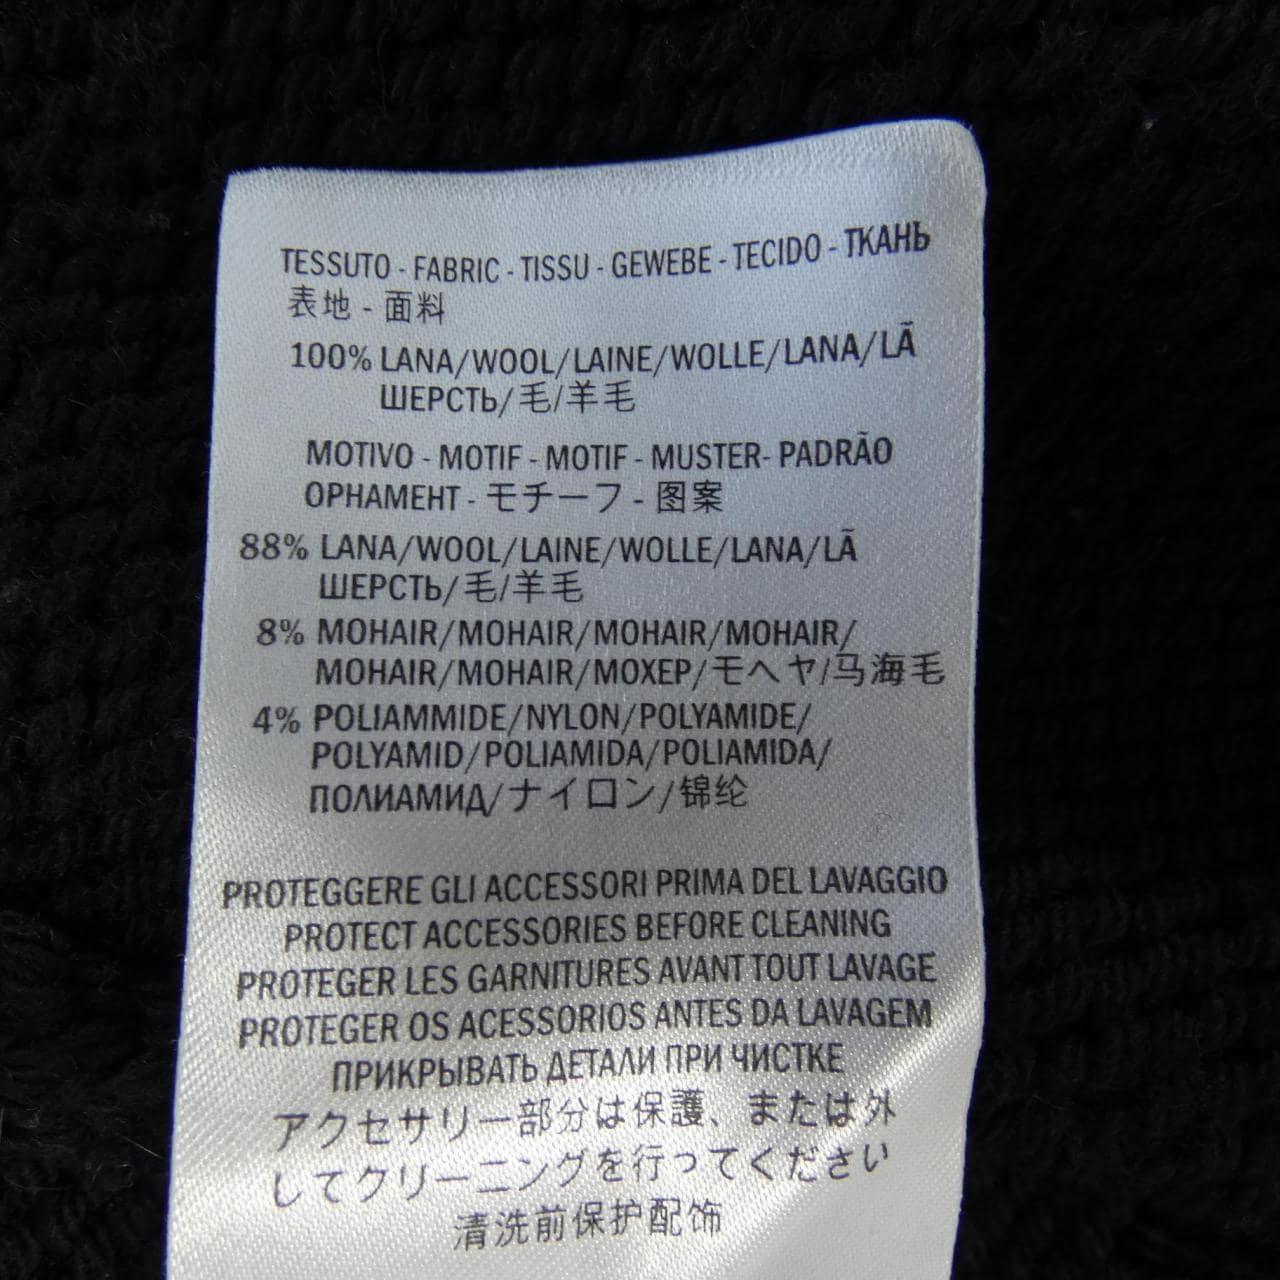 TESSUTO - FABRIC - TISSU - GEWEBE - TECIDO - ТКАНЬ
表地 - 面料
100% LANA/WOOL/LAINE/WOLLE/LANA/LÃ
ШЕРСТЬ/毛/羊毛
MOTIVO - MOTIF - MOTIF - MUSTER- PADRÃO
ОРНАМЕНТ - モチーフ - 图案
88% LANA/WOOL/LAINE/WOLLE/LANA/LÃ
ШЕРСТЬ/毛/羊毛
8% MOHAIR/MOHAIR/MOHAIR/MOHAIR/
MOHAIR/MOHAIR/МОХЕР/モヘヤ/马海毛
4% POLIAMMIDE/NYLON/POLYAMIDE/
POLYAMID/POLIAMIDA/POLIAMIDA/
ПОЛИАМИД/ナイロン/锦纶
PROTEGGERE GLI ACCESSORI PRIMA DEL LAVAGGIO
PROTECT ACCESSORIES BEFORE CLEANING
PROTEGER LES GARNITURES AVANT TOUT LAVAGE
PROTEGER OS ACESSORIOS ANTES DA LAVAGEM
ПРИКРЫВАТЬ ДЕТАЛИ ПРИ ЧИСТКЕ
アクセサリー部分は保護、または外
してクリーニングを行ってください
清洗前保护配饰